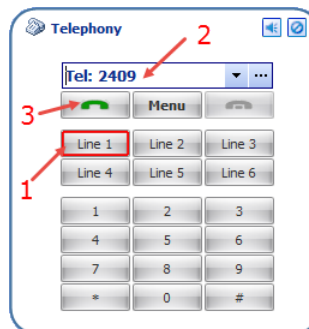 Telephony
2
Tel: 2409
3
Menu
Line 1 Line 2 Line 3
Line 4 Line 5 Line 6
1
1 2 3
4 5 6
7 8 9
* 0 #